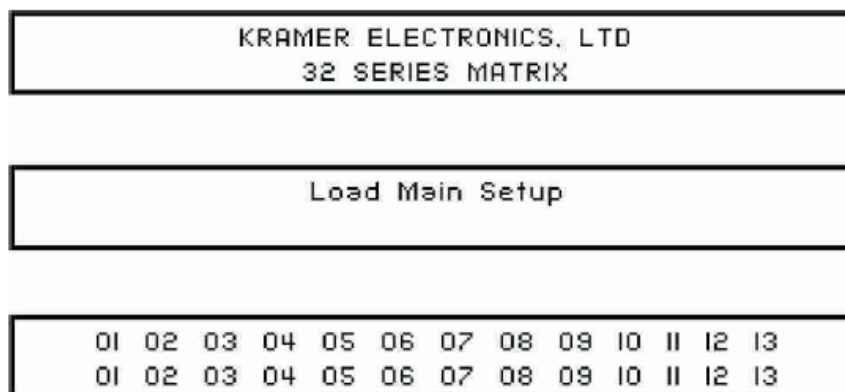 KRAMER ELECTRONICS, LTD
32 SERIES MATRIX
Load Main Setup
01 02 03 04 05 06 07 08 09 10 11 12 13
01 02 03 04 05 06 07 08 09 10 11 12 13